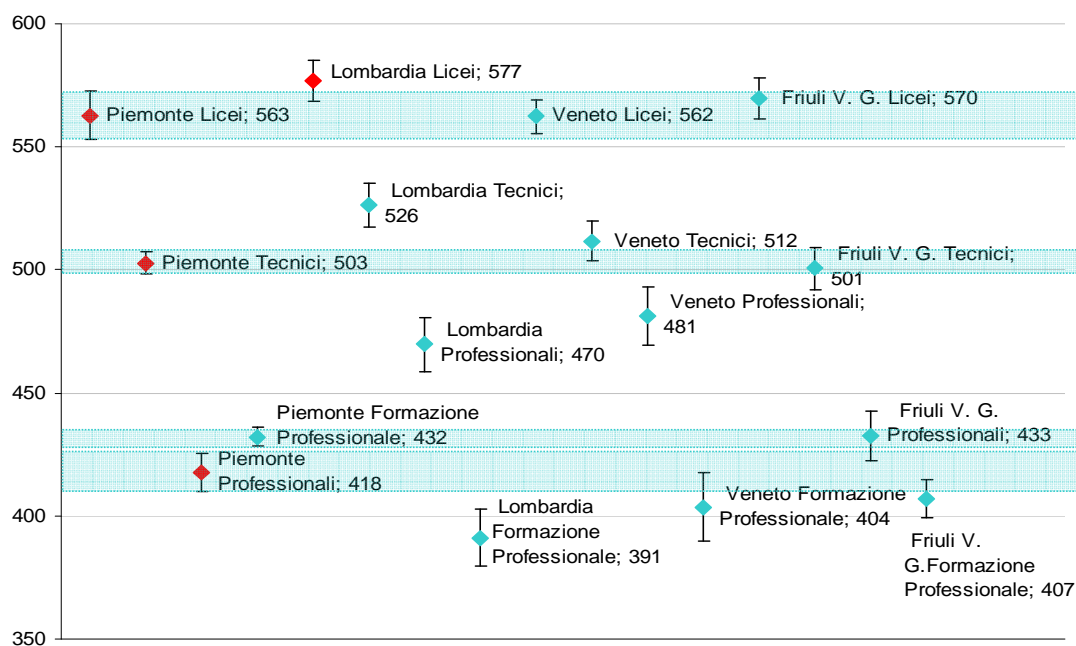 600
550
500
450
400
350
Lombardia Licei; 577
Piemonte Licei; 563
Veneto Licei; 562
Friuli V. G. Licei; 570
Lombardia Tecnici;
526
Veneto Tecnici; 512
Friuli V. G. Tecnici;
501
Piemonte Tecnici; 503
Veneto Professionali;
481
Lombardia
Professionali; 470
Piemonte Formazione
Professionale; 432
Friuli V. G.
Professionali; 433
Piemonte
Professionali; 418
Lombardia
Formazione
Professionale; 391
Veneto Formazione
Professionale; 404
Friuli V.
G.Formazione
Professionale; 407